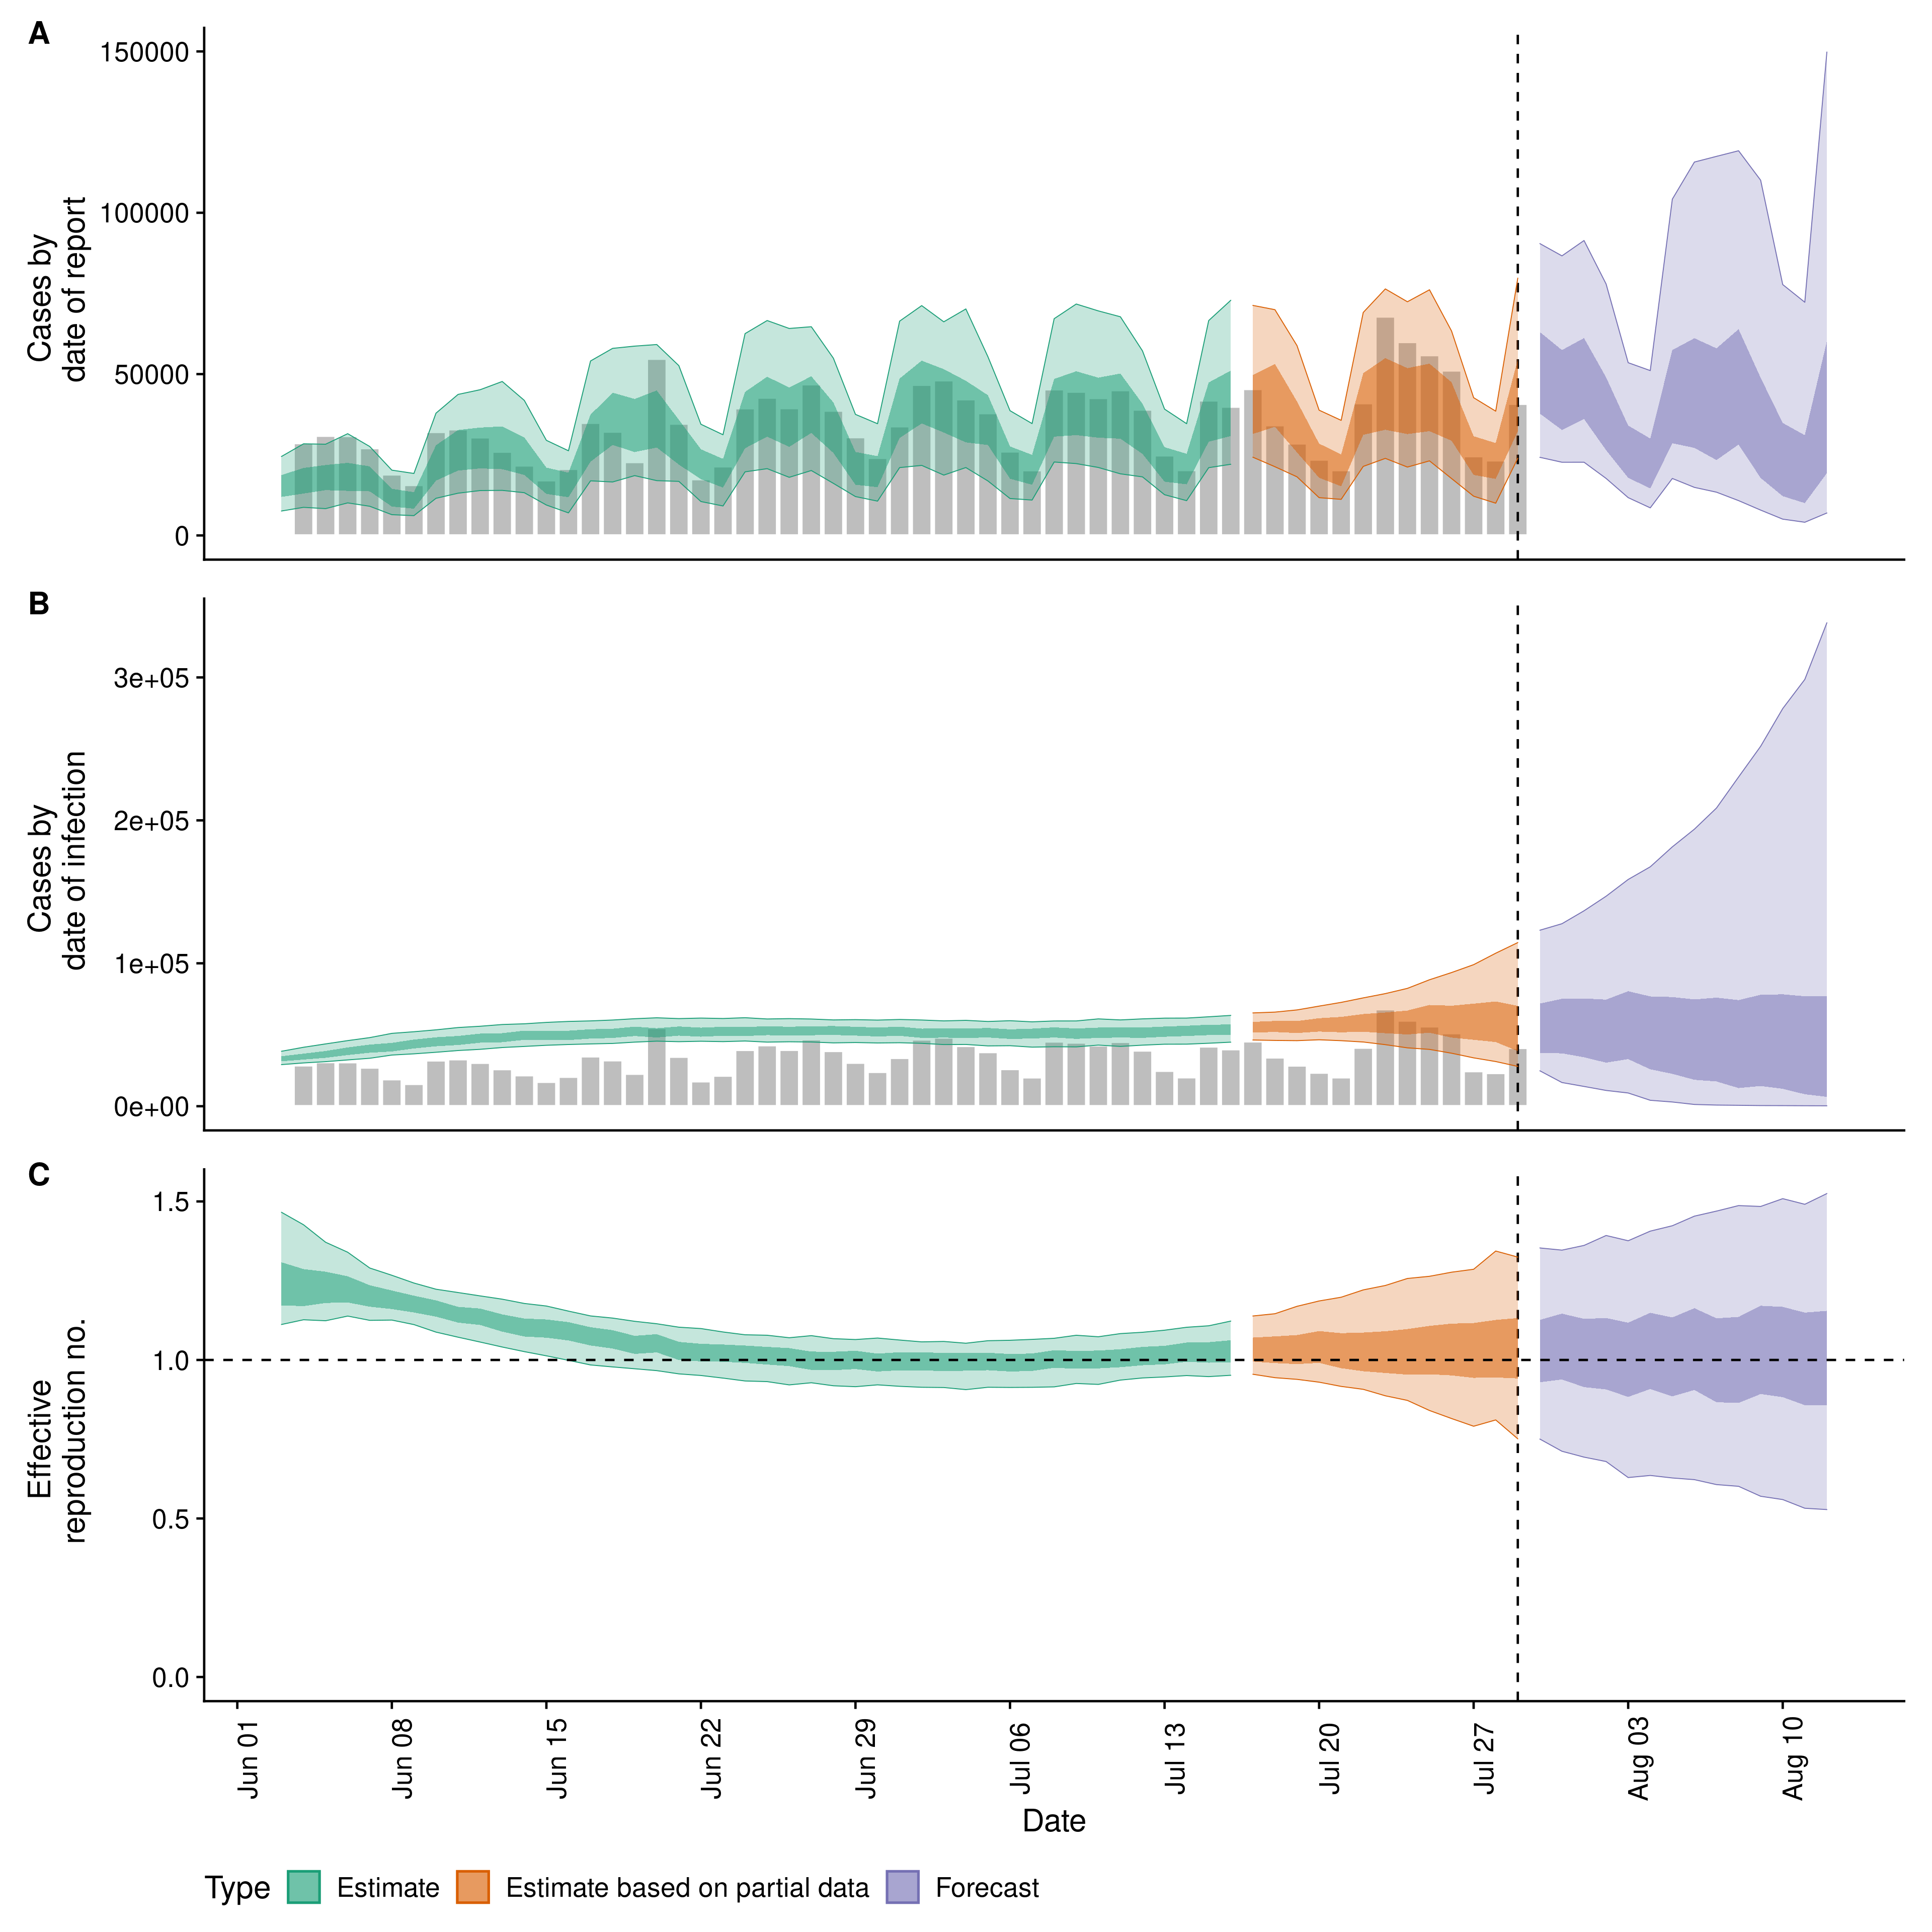 A
150000
100000
50000
0
Cases by
date of report
B
3e+05
2e+05
1e+05
0e+00
Cases by
date of infection
C
1.5
1.0
0.5
0.0
Effective
reproduction no.
Jun 01
Jun 08
Jun 15
Jun 22
Jun 29
Jul 06
Jul 13
Jul 20
Jul 27
Aug 03
Aug 10
Date
Type Estimate Estimate based on partial data Forecast